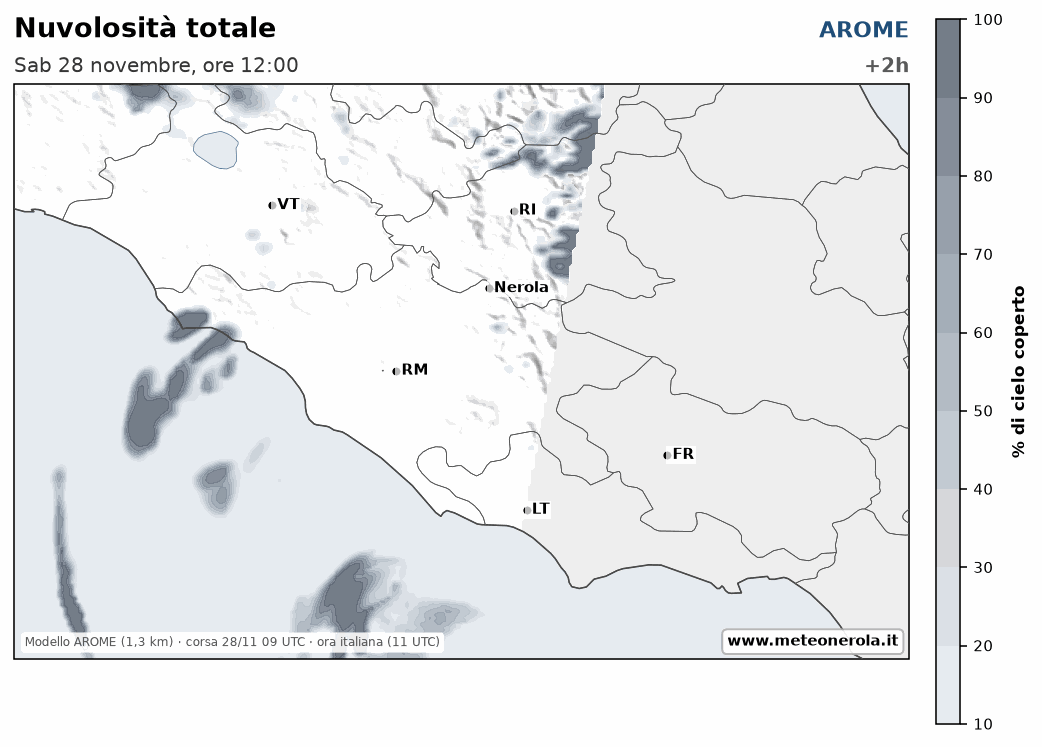 Nuvolosità totale
AROME
Sab 28 novembre, ore 12:00
+2h
100
90
80
70
60
50
40
30
20
10
% di cielo coperto
VT
RI
Nerola
RM
FR
LT
Modello AROME (1,3 km) · corsa 28/11 09 UTC · ora italiana (11 UTC)
www.meteonerola.it